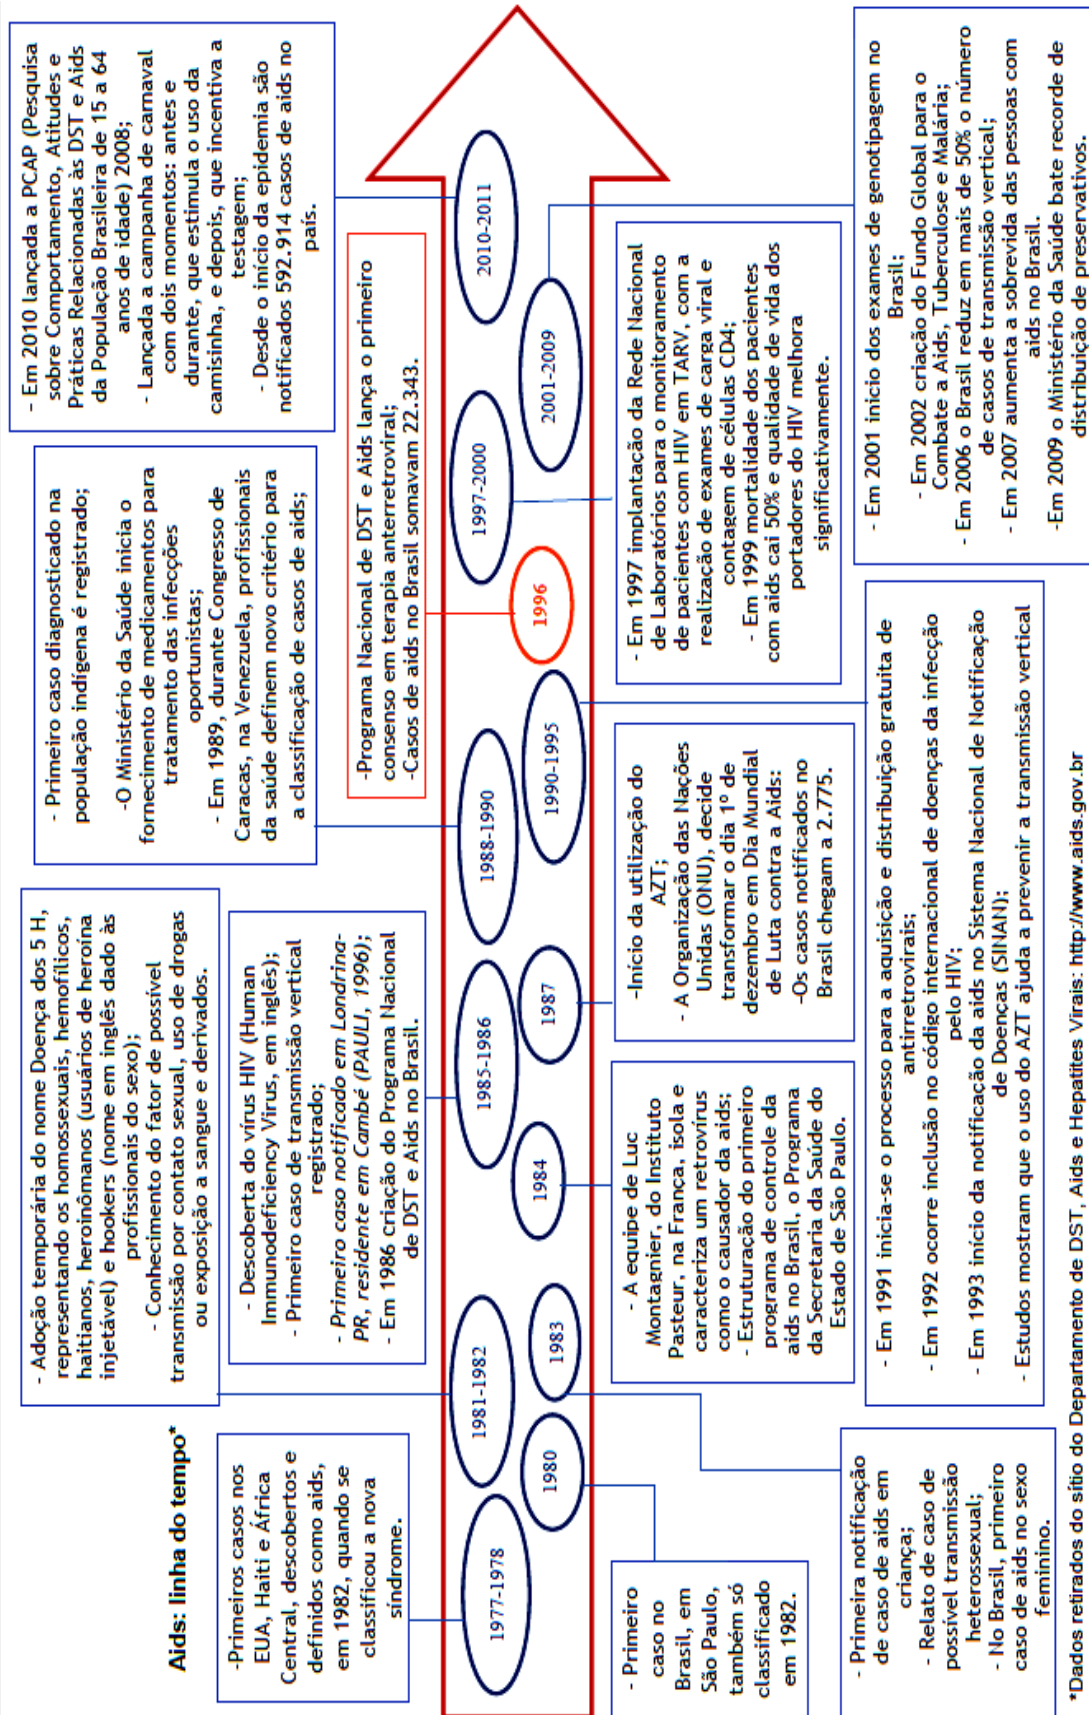 Aids: linha do tempo*
-Primeiros casos nos
EUA, Haiti e África
Central, descobertos e
definidos como aids,
em 1982, quando se
classificou a nova
síndrome.
- Adoção temporária do nome Doença dos 5 H,
representando os homossexuais, hemofílicos,
haitianos, heroinômanos (usuários de heroína
injetável) e hookers (nome em inglês dado às
profissionais do sexo);
- Conhecimento do fator de possível
transmissão por contato sexual, uso de drogas
ou exposição a sangue e derivados.
- Descoberta do vírus HIV (Human
Immunodeficiency Virus, em inglês);
- Primeiro caso de transmissão vertical
registrado;
- Primeiro caso notificado em Londrina-
PR, residente em Cambé (PAULI, 1996);
- Em 1986 criação do Programa Nacional
de DST e Aids no Brasil.
- Primeiro caso diagnosticado na
população indígena é registrado;
-O Ministério da Saúde inicia o
fornecimento de medicamentos para
tratamento das infecções
oportunistas;
- Em 1989, durante Congresso de
Caracas, na Venezuela, profissionais
da saúde definem novo critério para
a classificação de casos de aids;
-Programa Nacional de DST e Aids lança o primeiro
consenso em terapia anterretroviral;
-Casos de aids no Brasil somavam 22.343.
- Em 2010 lançada a PCAP (Pesquisa
sobre Comportamento, Atitudes e
Práticas Relacionadas às DST e Aids
da População Brasileira de 15 a 64
anos de idade) 2008;
- Lançada a campanha de carnaval
com dois momentos: antes e
durante, que estimula o uso da
camisinha, e depois, que incentiva a
testagem;
- Desde o início da epidemia são
notificados 592.914 casos de aids no
país.
1977-1978
1980
1981-1982
1983
1984
1985-1986
1987
1988-1990
1990-1995
1996
1997-2000
2001-2009
2010-2011
- Primeiro
caso no
Brasil, em
São Paulo,
também só
classificado
em 1982.
- Primeira notificação
de caso de aids em
criança;
- Relato de caso de
possível transmissão
heterossexual;
- No Brasil, primeiro
caso de aids no sexo
feminino.
- A equipe de Luc
Montagnier, do Instituto
Pasteur, na França, isola e
caracteriza um retrovírus
como o causador da aids;
- Estruturação do primeiro
programa de controle da
aids no Brasil, o Programa
da Secretaria da Saúde do
Estado de São Paulo.
-Início da utilização do
AZT;
- A Organização das Nações
Unidas (ONU), decide
transformar o dia 1º de
dezembro em Dia Mundial
de Luta contra a Aids:
-Os casos notificados no
Brasil chegam a 2.775.
- Em 1991 inicia-se o processo para a aquisição e distribuição gratuita de
antirretrovirais;
- Em 1992 ocorre inclusão no código internacional de doenças da infecção
pelo HIV;
- Em 1993 início da notificação da aids no Sistema Nacional de Notificação
de Doenças (SINAN);
- Estudos mostram que o uso do AZT ajuda a prevenir a transmissão vertical
- Em 1997 implantação da Rede Nacional
de Laboratórios para o monitoramento
de pacientes com HIV em TARV, com a
realização de exames de carga viral e
contagem de células CD4;
- Em 1999 mortalidade dos pacientes
com aids cai 50% e qualidade de vida dos
portadores do HIV melhora
significativamente.
- Em 2001 inicio dos exames de genotipagem no
Brasil;
- Em 2002 criação do Fundo Global para o
Combate a Aids, Tuberculose e Malária;
- Em 2006 o Brasil reduz em mais de 50% o número
de casos de transmissão vertical;
- Em 2007 aumenta a sobrevida das pessoas com
aids no Brasil.
-Em 2009 o Ministério da Saúde bate recorde de
distribuição de preservativos.
*Dados retirados do sítio do Departamento de DST, Aids e Hepatites Virais: http://www.aids.gov.br